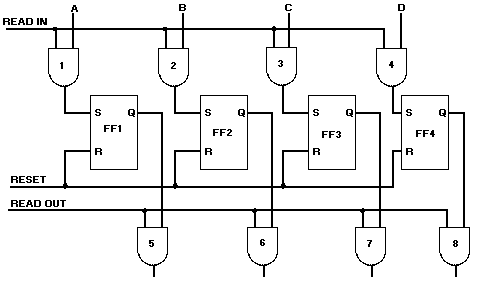 A B C D
READ IN
1 2 3 4
S Q S Q S Q S Q
FF1 FF2 FF3 FF4
R R R R
RESET
READ OUT
5 6 7 8